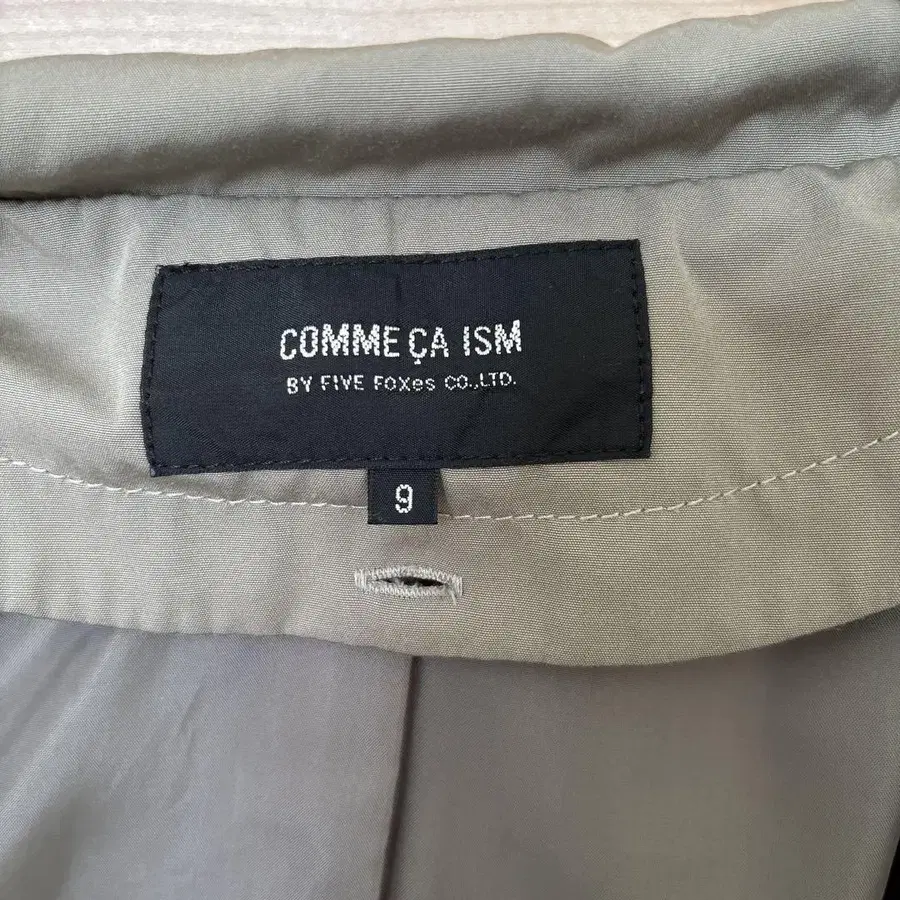 COMME ÇA ISM
BY FIVE FOXes CO.,LTD.
9